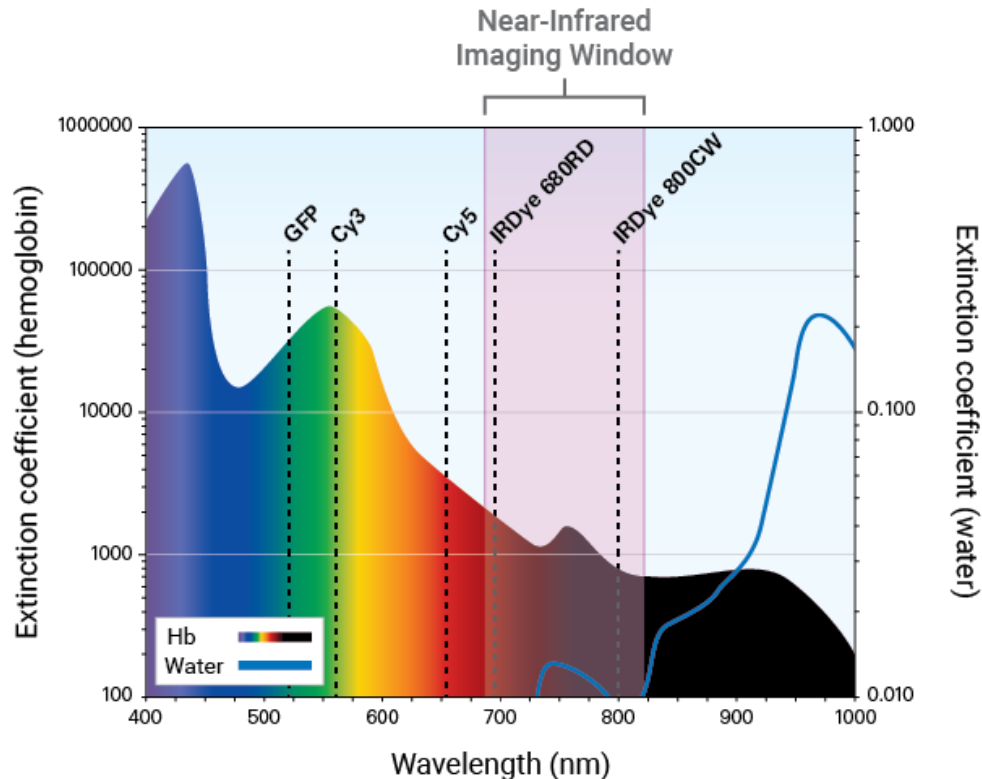 Near-Infrared
Imaging Window
1000000
100000
10000
1000
100
Extinction coefficient (hemoglobin)
GFP
Cy3
Cy5
IRDye 680RD
IRDye 800CW
1.000
0.100
0.010
Extinction coefficient (water)
Hb
Water
400 500 600 700 800 900 1000
Wavelength (nm)